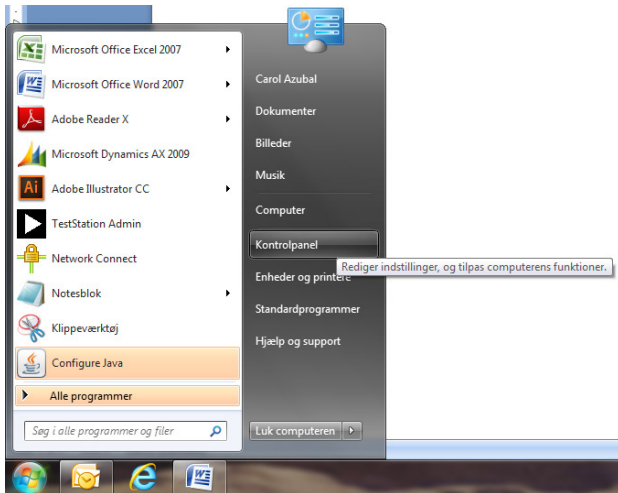 Microsoft Office Excel 2007
Microsoft Office Word 2007
Adobe Reader X
Microsoft Dynamics AX 2009
Ai
Adobe Illustrator CC
TestStation Admin
Network Connect
Notesblok
Klippeværktøj
Configure Java
Alle programmer
Søg i alle programmer og filer
Carol Azubal
Dokumenter
Billeder
Musik
Computer
Kontrolpanel
Rediger indstillinger, og tilpas computerens funktioner.
Enheder og printere
Standardprogrammer
Hjælp og support
Luk computeren